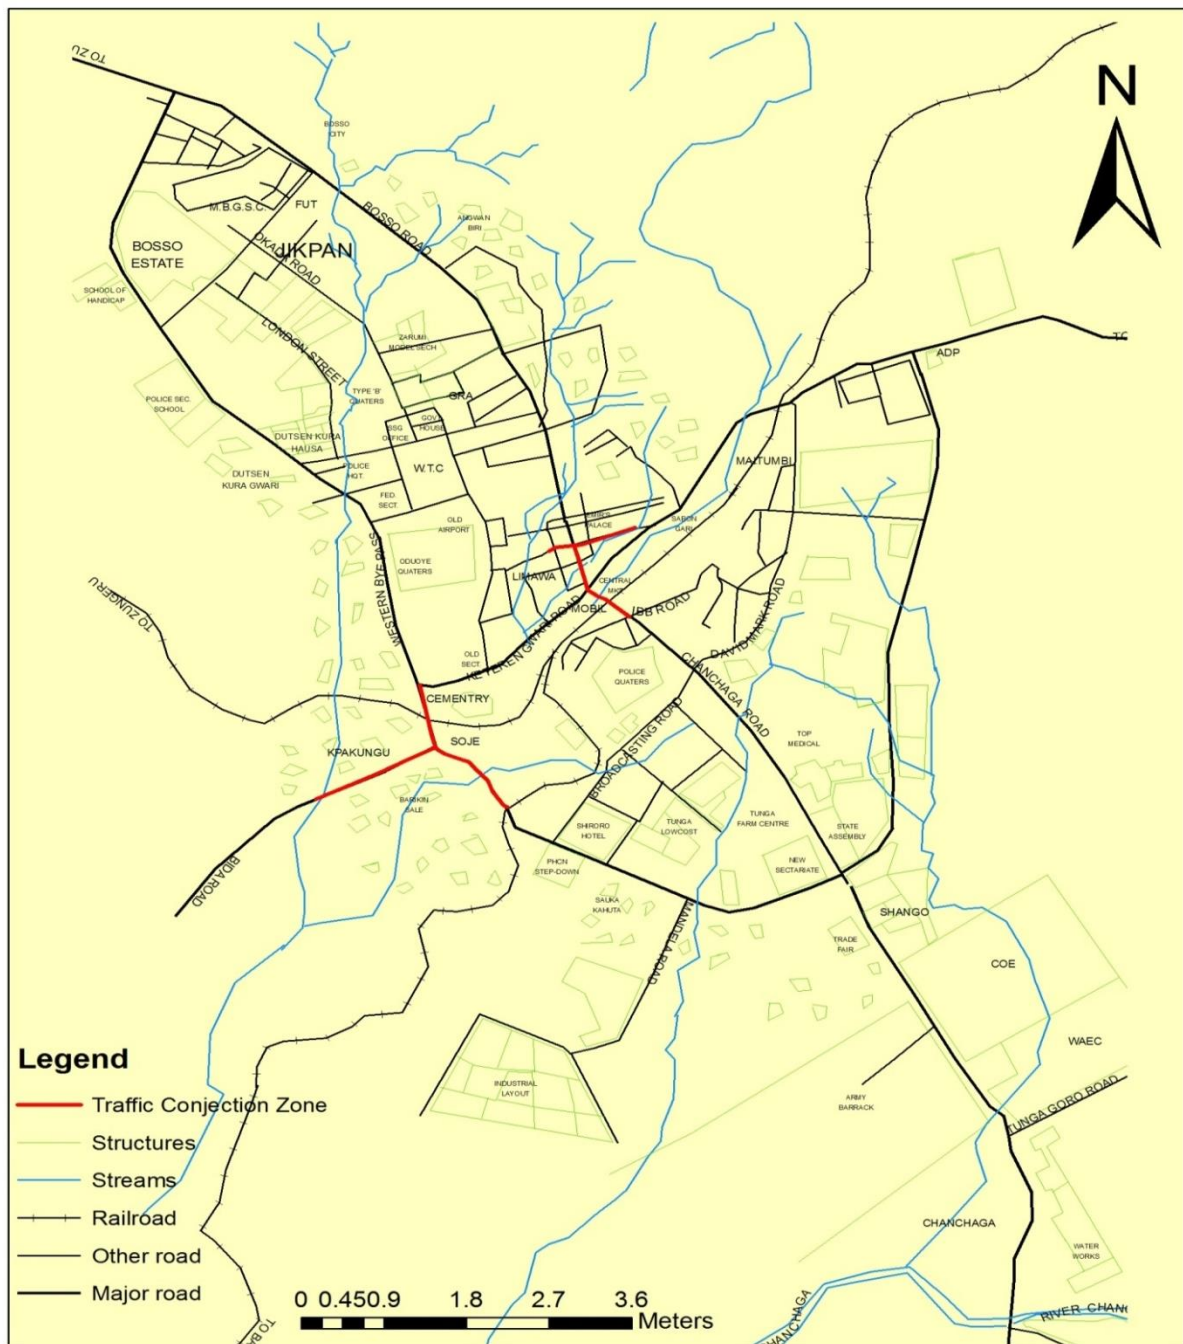 TO ZU
N
BOSSO
CITY
M.B.G.S.C.
FUT
BOSSO ROAD
ANGWAN
BIRI
BOSSO
ESTATE
OKADA ROAD
JIKPAN
SCHOOL OF
HANDICAP
LONDON STREET
ZARUMI
MODEL SECH
ADP
TO
POLICE SEC.
SCHOOL
TYPE 'B'
QUATERS
GRA
GOVT
HOUSE
SSG
OFFICE
DUTSEN KURA
HAUSA
DUTSEN
KURA GWARI
POLICE
HQT
W.T.C
MAITUMBI
FED.
SECT.
OLD
AIRPORT
PALACE
SABON
GARI
ODUOYE
QUATERS
WESTERN BYE PASS
LIMAWA
CENTRAL
MKT
MOBIL
IBB ROAD
TO ZUNGERU
KETEREN GWARI ROAD
DAVID MARK ROAD
OLD
SECT.
POLICE
QUATERS
CHANCHAGA ROAD
CEMENTRY
SOJE
KPAKUNGU
BROADCASTING ROAD
TOP
MEDICAL
BARIKIN
SALE
SHIRORO
HOTEL
TUNGA
LOWCOST
TUNGA
FARM CENTRE
STATE
ASSEMBLY
BIDA ROAD
PHCN
STEP-DOWN
NEW
SECTARIATE
SAUKA
KAHUTA
MANDELA ROAD
SHANGO
TRADE
FAIR
COE
WAEC
INDUSTRIAL
LAYOUT
ARMY
BARRACK
TUNGA GORO ROAD
CHANCHAGA
WATER
WORKS
CHANCHAGA
RIVER CHANC
TO BA
Legend
Traffic Conjection Zone
Structures
Streams
Railroad
Other road
Major road
0 0.450.9 1.8 2.7 3.6
Meters